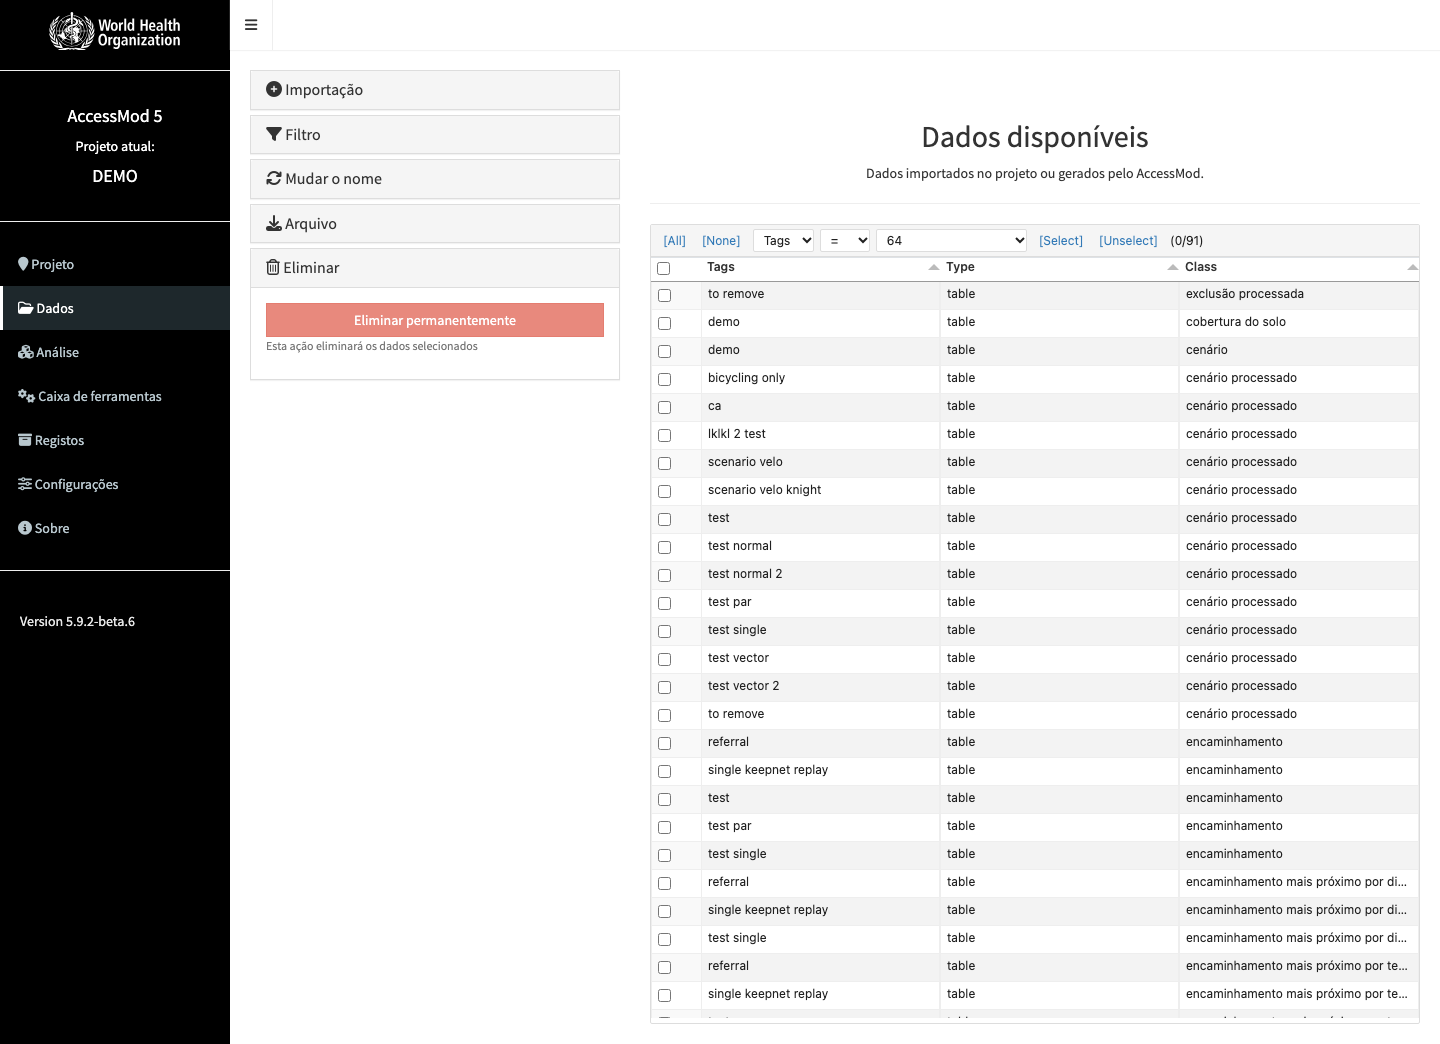 World Health
Organization
AccessMod 5
Projeto atual:
DEMO
Projeto
Dados
Análise
Caixa de ferramentas
Registos
Configurações
Sobre
Version 5.9.2-beta.6
Importação
Filtro
Mudar o nome
Arquivo
Eliminar
Eliminar permanentemente
Esta ação eliminará os dados selecionados
Dados disponíveis
Dados importados no projeto ou gerados pelo AccessMod.
[All] [None] Tags = 64 [Select] [Unselect] (0/91)
Tags Type Class
to remove table exclusão processada
demo table cobertura do solo
demo table cenário
bicycling only table cenário processado
ca table cenário processado
lklkl 2 test table cenário processado
scenario velo table cenário processado
scenario velo knight table cenário processado
test table cenário processado
test normal table cenário processado
test normal 2 table cenário processado
test par table cenário processado
test single table cenário processado
test vector table cenário processado
test vector 2 table cenário processado
to remove table cenário processado
referral table encaminhamento
single keepnet replay table encaminhamento
test table encaminhamento
test par table encaminhamento
test single table encaminhamento
referral table encaminhamento mais próximo por di...
single keepnet replay table encaminhamento mais próximo por di...
test single table encaminhamento mais próximo por di...
referral table encaminhamento mais próximo por te...
single keepnet replay table encaminhamento mais próximo por te...